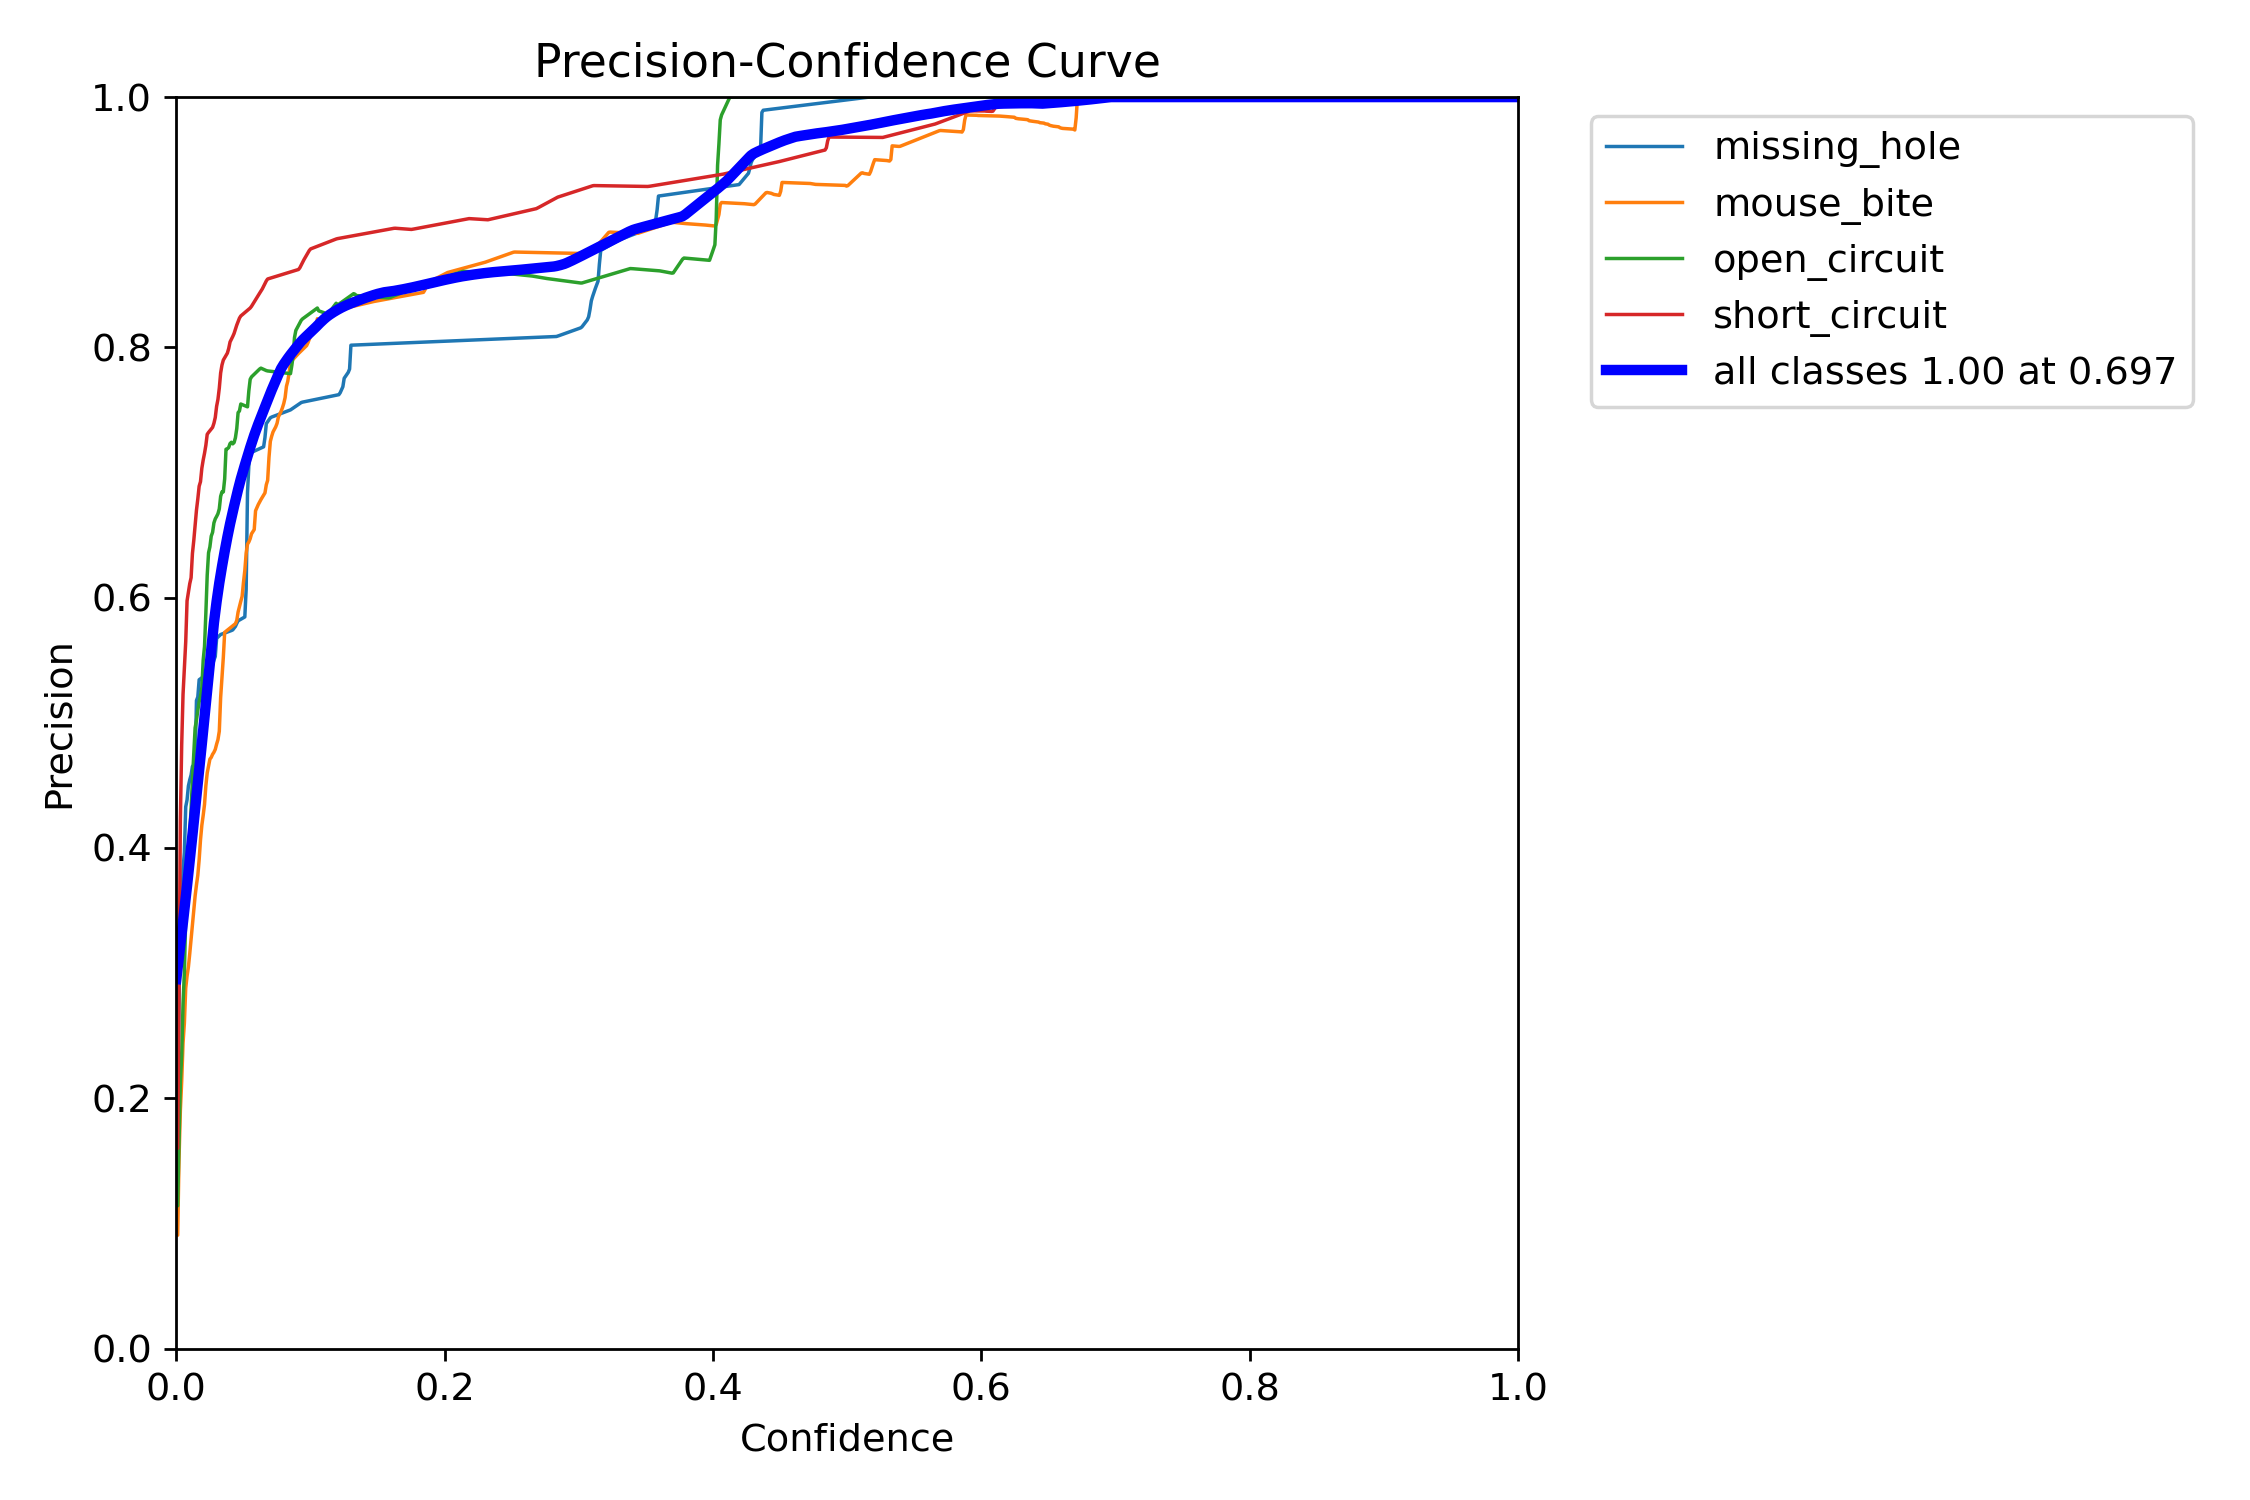 Precision-Confidence Curve
1.0
0.8
0.6
0.4
0.2
0.0
Precision
0.0 0.2 0.4 0.6 0.8 1.0
Confidence
missing_hole
mouse_bite
open_circuit
short_circuit
all classes 1.00 at 0.697